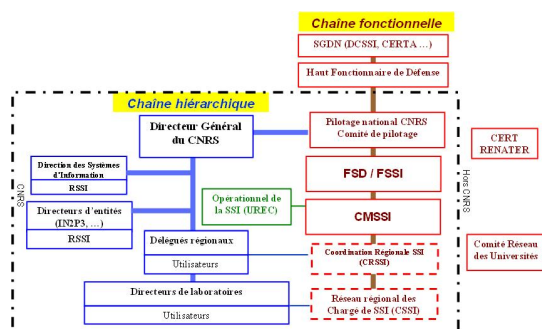 Chaîne fonctionnelle
SGDN (DCSSI, CERTA …)
Haut Fonctionnaire de Défense
Chaîne hiérarchique
Directeur Général
du CNRS
Pilotage national CNRS
Comité de pilotage
CERT
RENATER
Direction des Systèmes
d'Information
RSSI
FSD / FSSI
CNRS
Hors CNRS
Opérationnel de
la SSI (UREC)
Directeurs d'entités
(IN2P3, …)
RSSI
CMSSI
Délégués régionaux
Utilisateurs
Coordination Régionale SSI
(CRSSI)
Comité Réseau
des Universités
Directeurs de laboratoires
Utilisateurs
Réseau régional des
Chargé de SSI (CSSI)